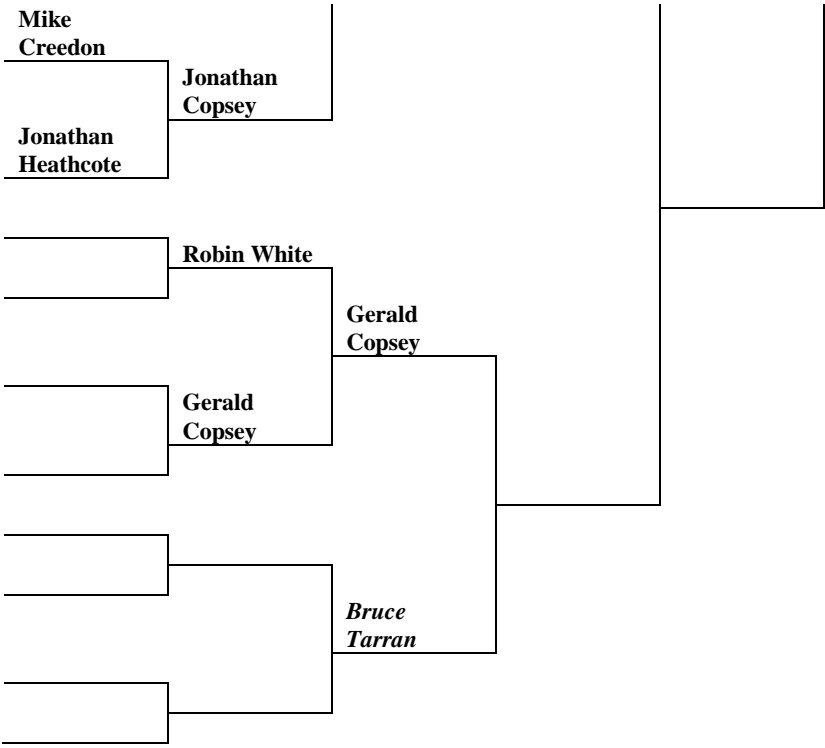 Mike
Creedon
Jonathan
Copsey
Jonathan
Heathcote
Robin White
Gerald
Copsey
Gerald
Copsey
Bruce
Tarran